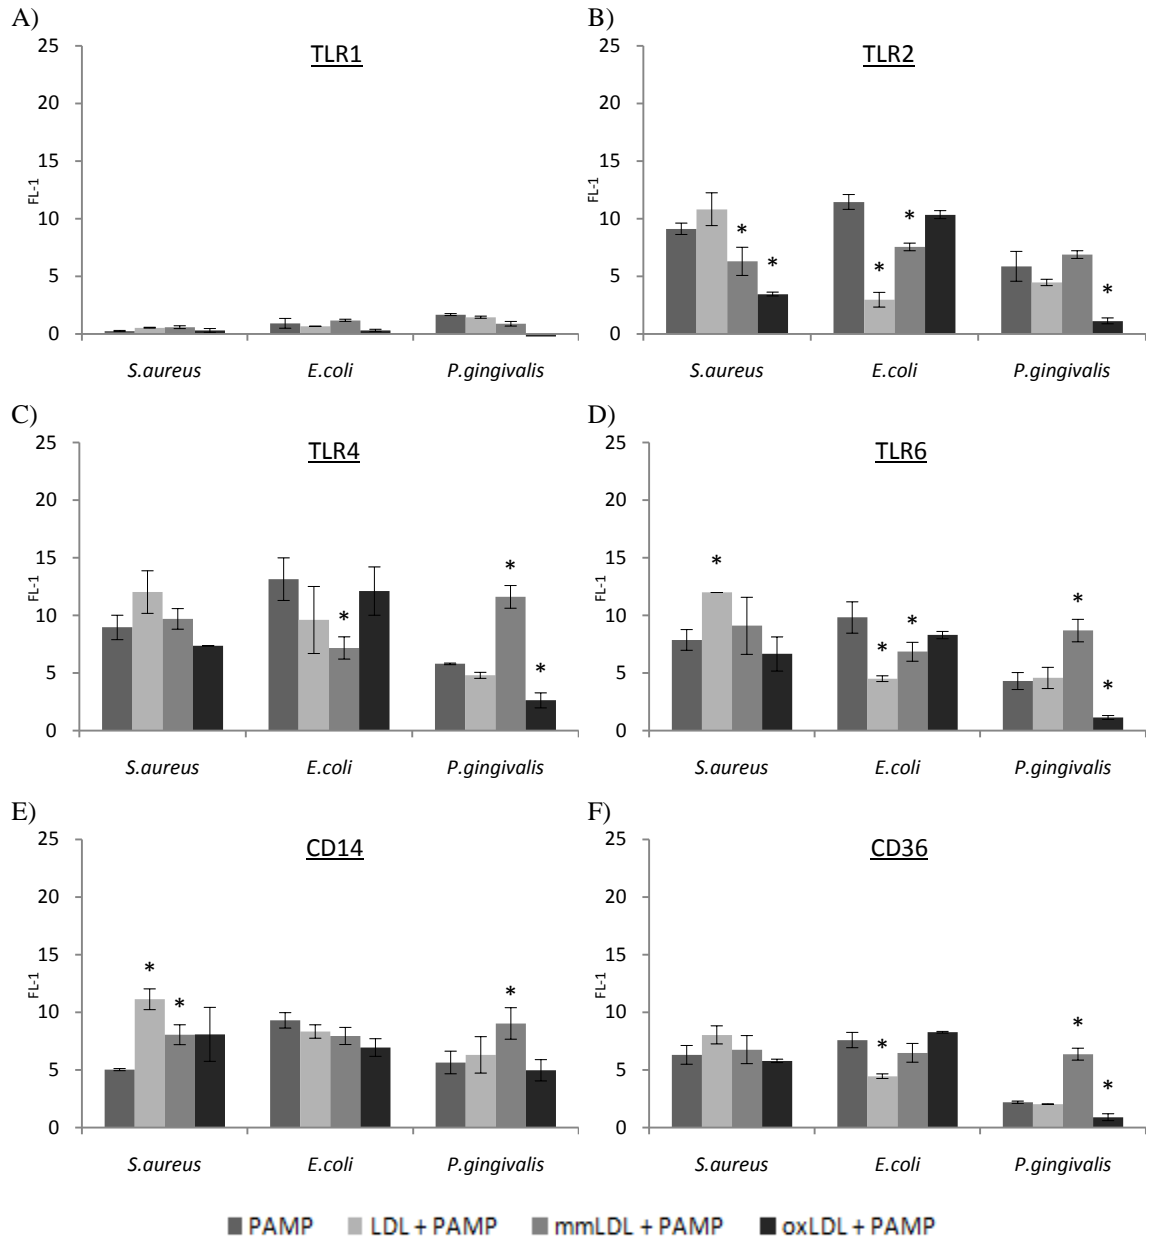 A)
TLR1
25
20
15
10
5
0
FL-1
S.aureus E.coli P.gingivalis
B)
TLR2
25
20
15
10
5
0
FL-1
* * * * *
S.aureus E.coli P.gingivalis
C)
TLR4
25
20
15
10
5
0
FL-1
* * *
S.aureus E.coli P.gingivalis
D)
TLR6
25
20
15
10
5
0
FL-1
* * * * *
S.aureus E.coli P.gingivalis
E)
CD14
25
20
15
10
5
0
FL-1
* * *
S.aureus E.coli P.gingivalis
F)
CD36
25
20
15
10
5
0
FL-1
* * *
S.aureus E.coli P.gingivalis
PAMP LDL + PAMP mmLDL + PAMP oxLDL + PAMP